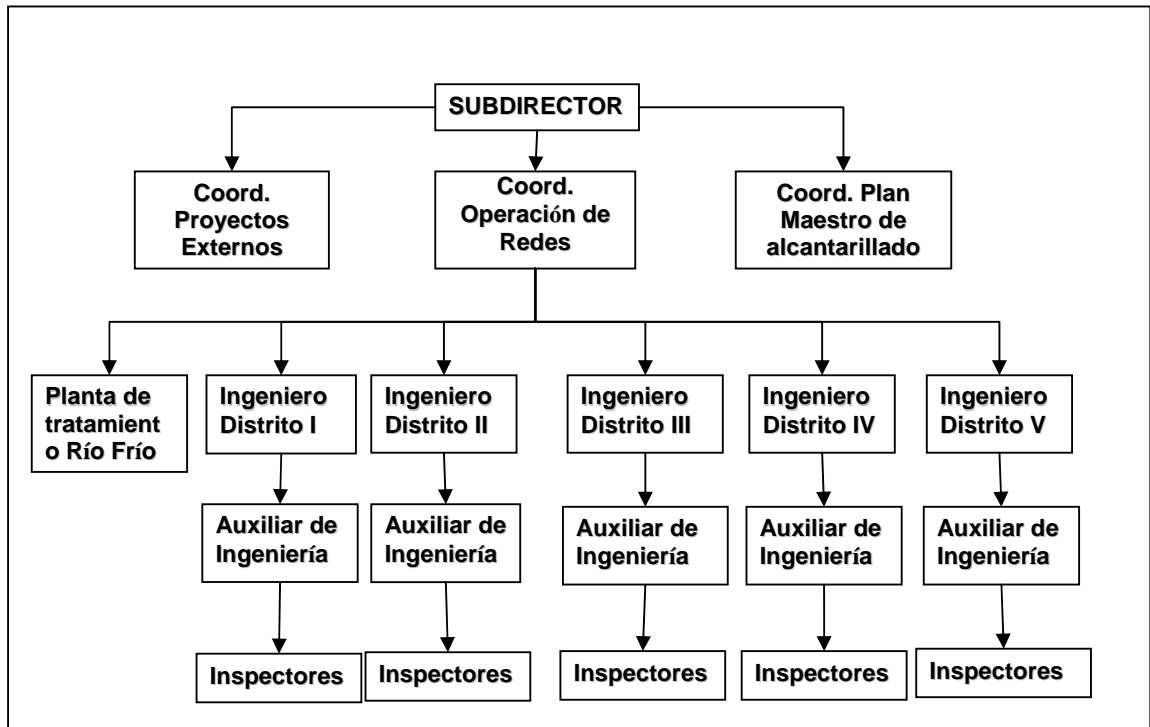 SUBDIRECTOR
Coord.
Proyectos
Externos
Coord.
Operación de
Redes
Coord. Plan
Maestro de
alcantarillado
Planta de
tratamient
o Río Frío
Ingeniero
Distrito I
Ingeniero
Distrito II
Ingeniero
Distrito III
Ingeniero
Distrito IV
Ingeniero
Distrito V
Auxiliar de
Ingeniería
Auxiliar de
Ingeniería
Auxiliar de
Ingeniería
Auxiliar de
Ingeniería
Auxiliar de
Ingeniería
Inspectores
Inspectores
Inspectores
Inspectores
Inspectores